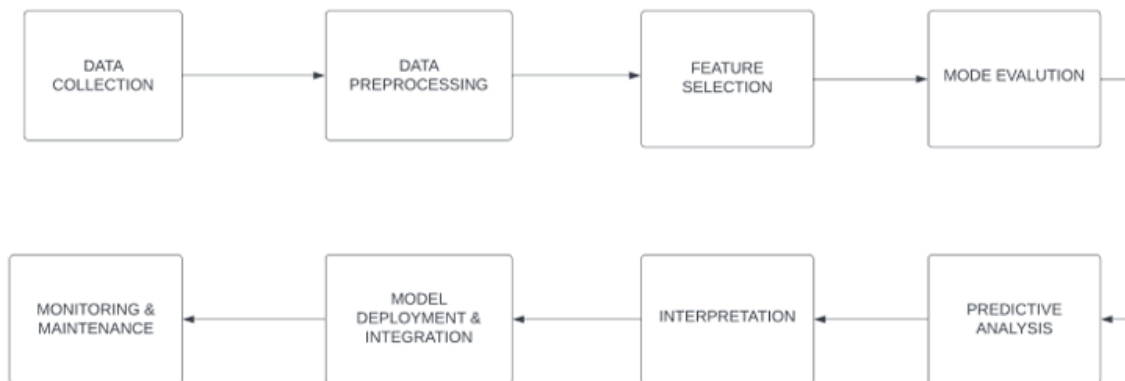 DATA
COLLECTION
DATA
PREPROCESSING
FEATURE
SELECTION
MODE EVALUTION
MONITORING &
MAINTENANCE
MODEL
DEPLOYMENT &
INTEGRATION
INTERPRETATION
PREDICTIVE
ANALYSIS